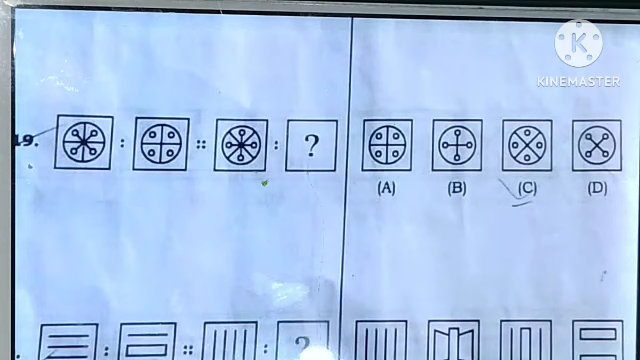 K
KINEMASTER
19. : :: : ?
(A) (B) (C) (D)
: :: : ?